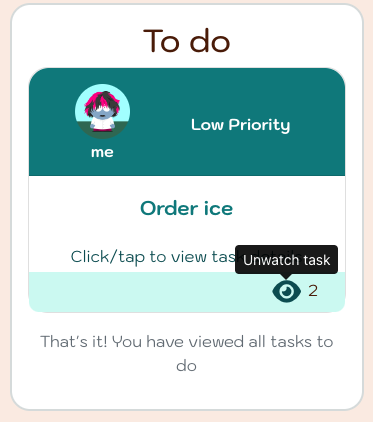 To do
Low Priority
me
Order ice
Click/tap to view tas
Unwatch task
2
That's it! You have viewed all tasks to
do